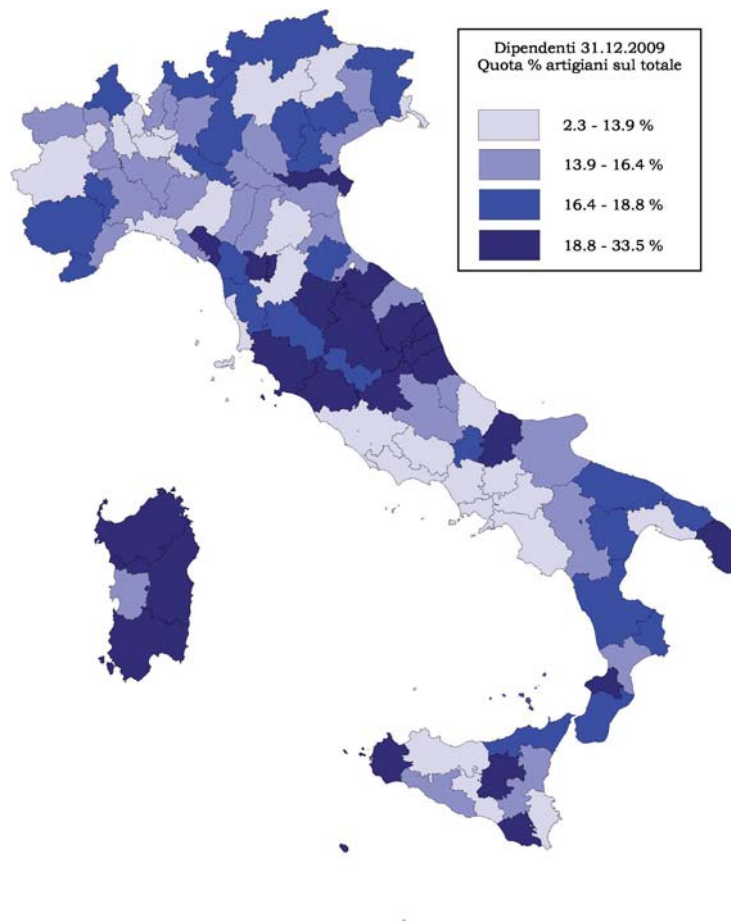 Dipendenti 31.12.2009
Quota % artigiani sul totale
2.3 - 13.9 %
13.9 - 16.4 %
16.4 - 18.8 %
18.8 - 33.5 %